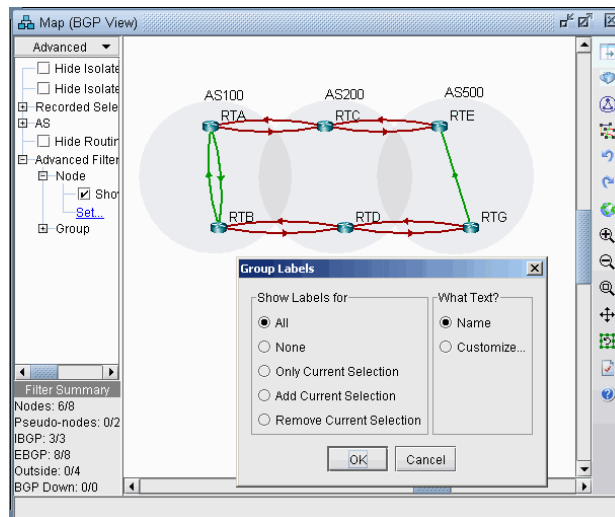 Map (BGP View)
Advanced
Hide Isolate
Hide Isolate
Recorded Sele
AS
Hide Routin
Advanced Filter
Node
Sho
Set...
Group
Filter Summary
Nodes: 6/8
Pseudo-nodes: 0/2
IBGP: 3/3
EBGP: 8/8
Outside: 0/4
BGP Down: 0/0
AS100 AS200 AS500
RTA RTC RTE
RTB RTD RTG
Group Labels
Show Labels for
All
None
Only Current Selection
Add Current Selection
Remove Current Selection
What Text?
Name
Customize...
OK Cancel